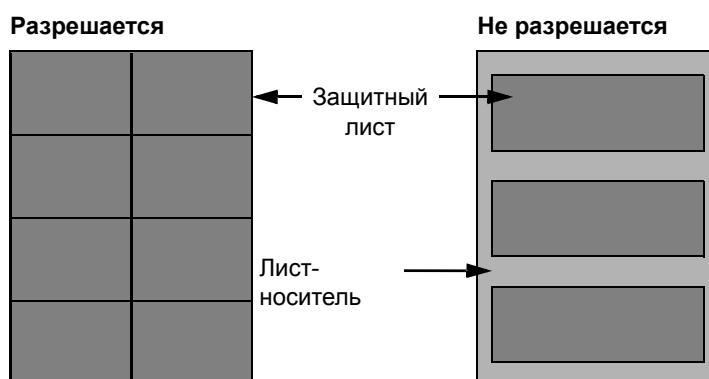 Разрешается
Не разрешается
Защитный
лист
Лист-
носитель